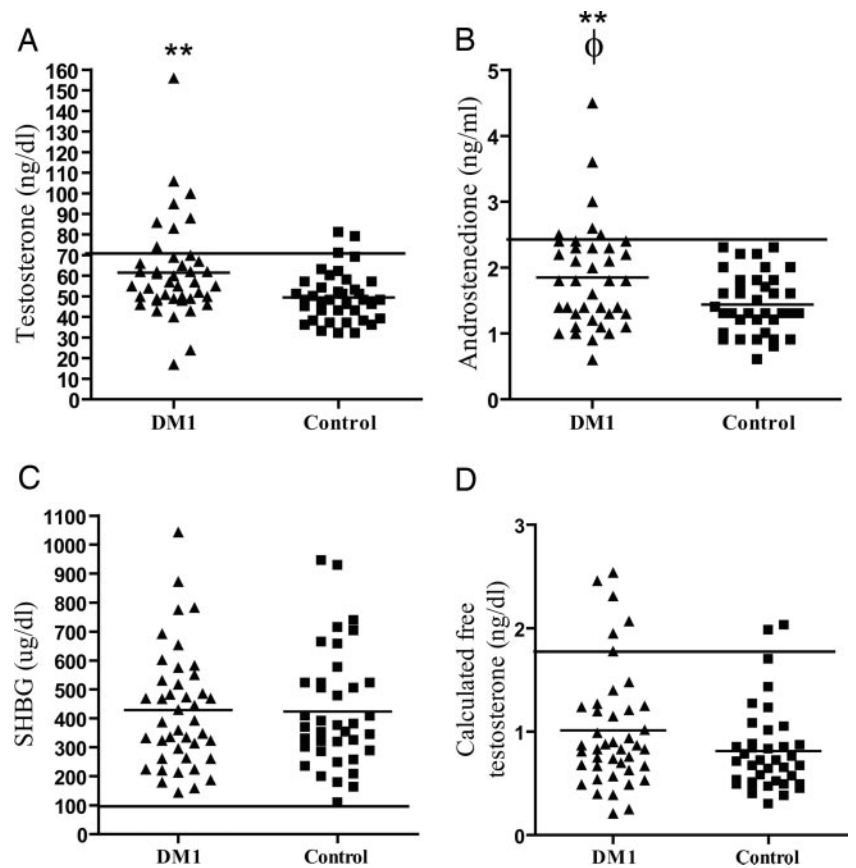 A
**
Testosterone (ng/dl)
160
150
140
130
120
110
100
90
80
70
60
50
40
30
20
10
0
DM1
Control
B
**
ϕ
Androstenedione (ng/ml)
5
4
3
2
1
0
DM1
Control
C
SHBG (ug/dl)
1100
1000
900
800
700
600
500
400
300
200
100
0
DM1
Control
D
Calculated free
testosterone (ng/dl)
3
2
1
0
DM1
Control